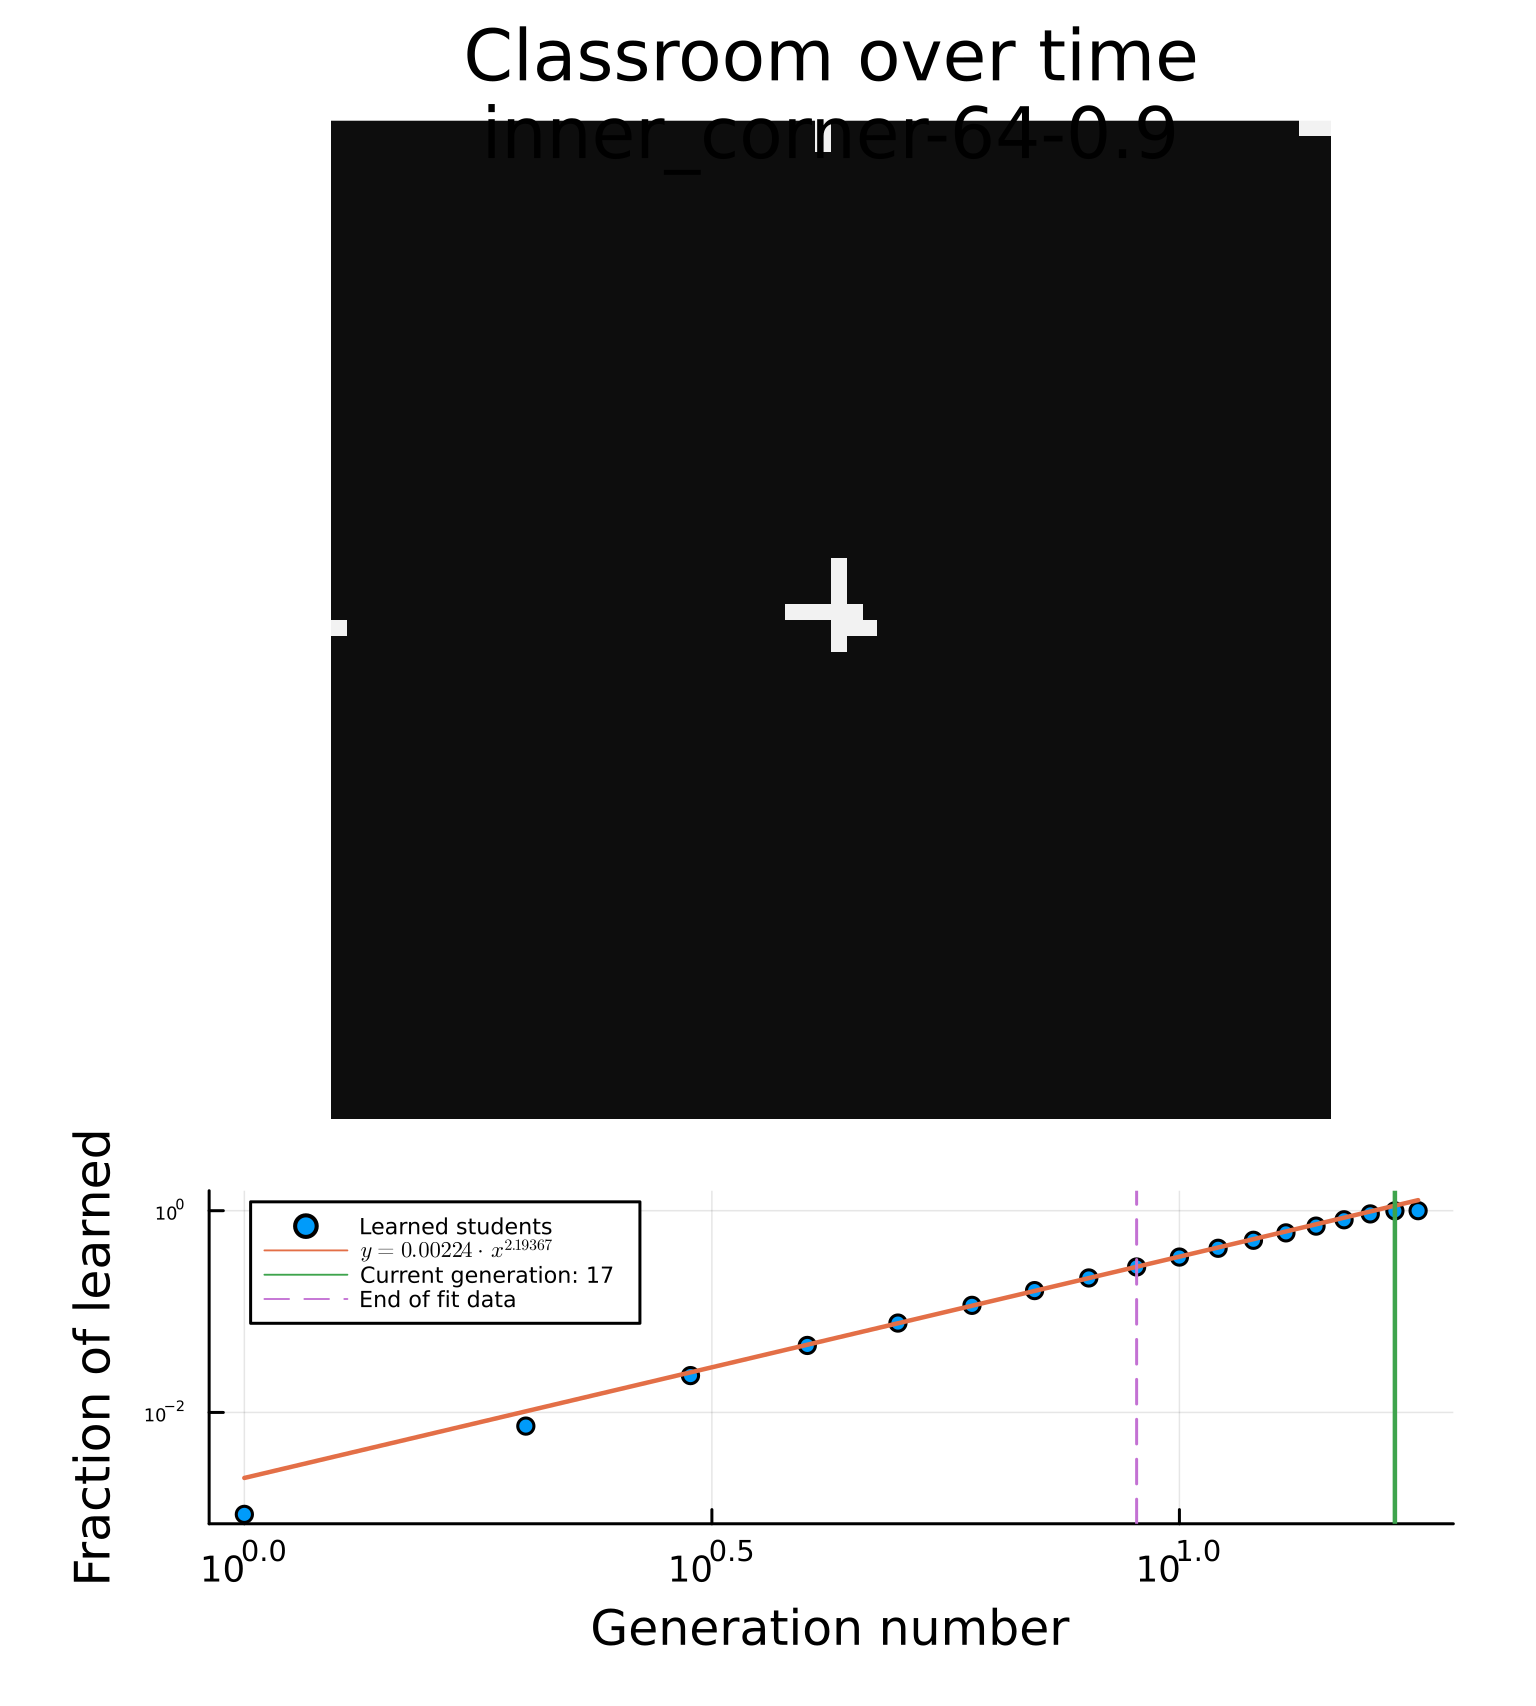 Classroom over time
inner_corner-64-0.9
Fraction of learned
10^0
10^−2
Learned students
y = 0.00224 · x^2.19367
Current generation: 17
End of fit data
10^0.0 10^0.5 10^1.0
Generation number